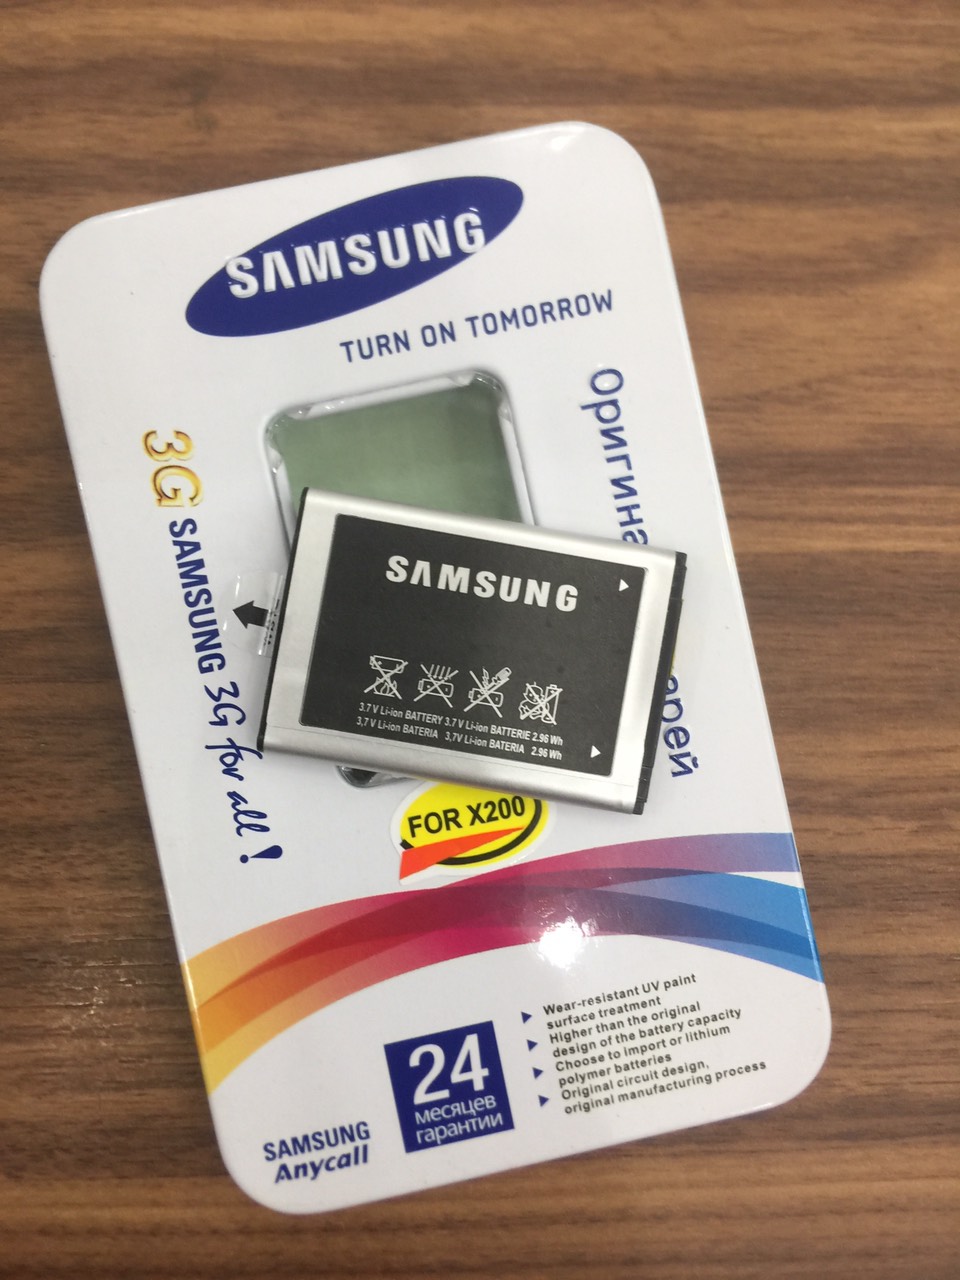 SAMSUNG
TURN ON TOMORROW
3G SAMSUNG 3G for all!
SAMSUNG
3.7 V Li-ion BATTERY 3.7 V Li-ion BATTERIE 2.96 Wh
3,7V Li-ion BATERIA 3,7V Li-ion BATERIA 2.96 Wh
FOR X200
Wear-resistant UV paint
surface treatment
Higher than the original
design of the battery capacity
Choose to import or lithium
polymer batteries
Original circuit design,
original manufacturing process
24
месяцев
гарантии
SAMSUNG
Anycall